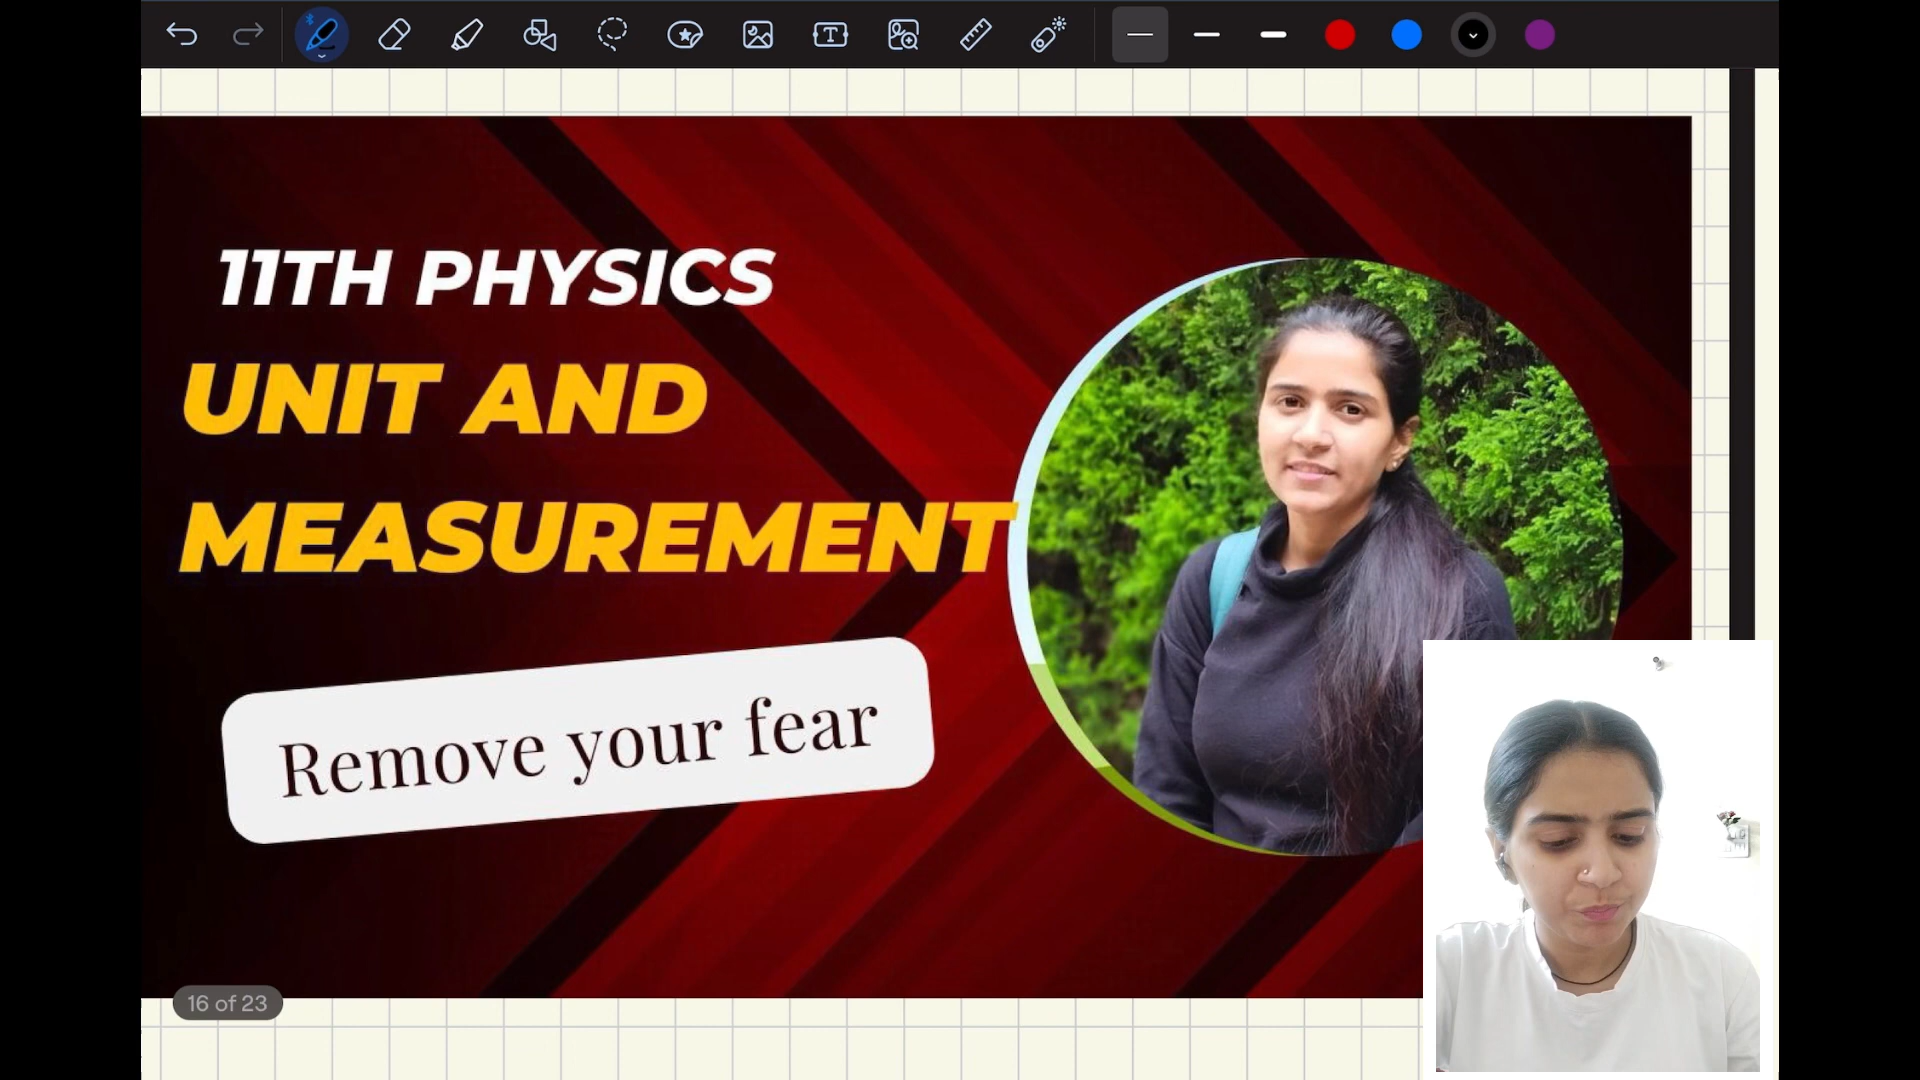 11TH PHYSICS
UNIT AND
MEASUREMENT
Remove your fear
16 of 23